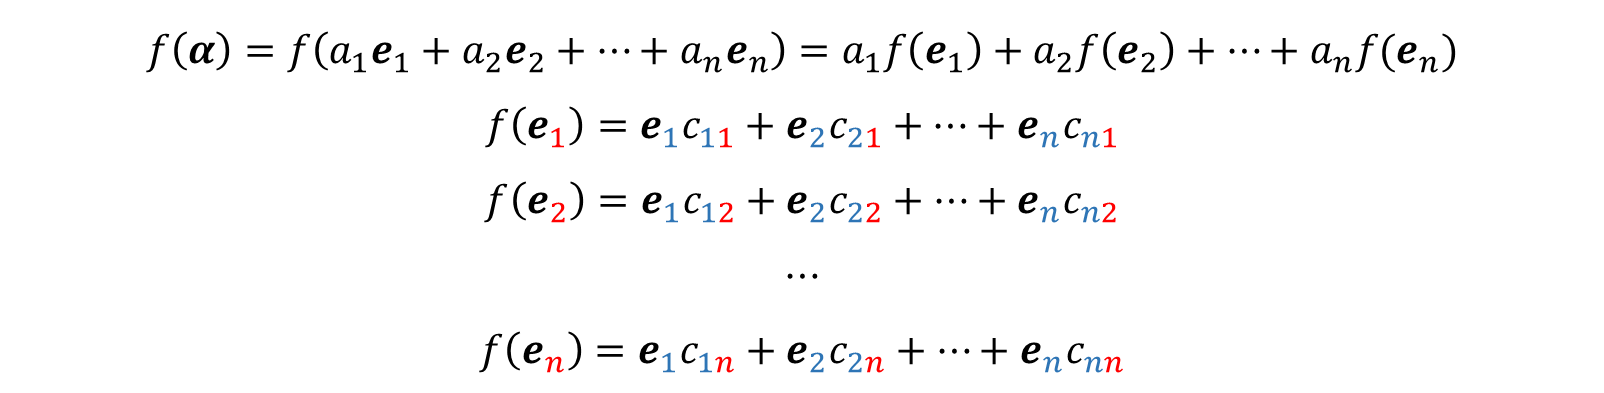 f(α) = f(a₁e₁ + a₂e₂ + ⋯ + aₙeₙ) = a₁f(e₁) + a₂f(e₂) + ⋯ + aₙf(eₙ)
f(e₁) = e₁c₁₁ + e₂c₂₁ + ⋯ + eₙcₙ₁
f(e₂) = e₁c₁₂ + e₂c₂₂ + ⋯ + eₙcₙ₂
⋯
f(eₙ) = e₁c₁ₙ + e₂c₂ₙ + ⋯ + eₙcₙₙ